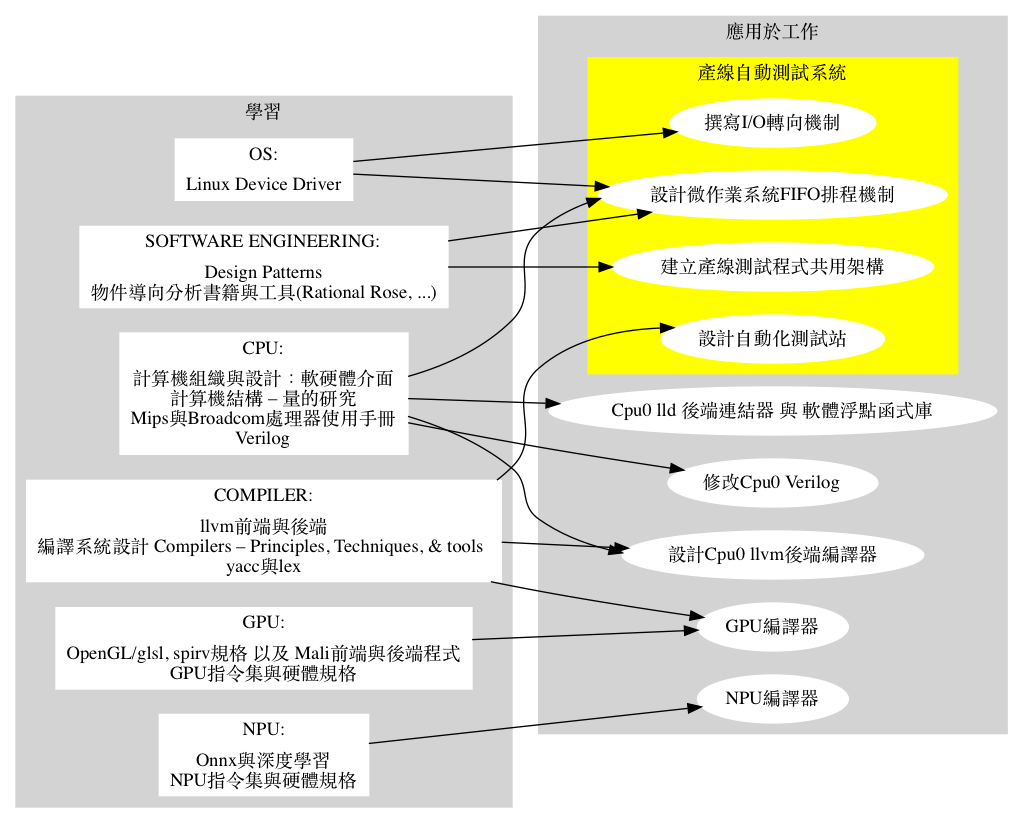 學習
OS:
Linux Device Driver
SOFTWARE ENGINEERING:
Design Patterns
物件導向分析書籍與工具(Rational Rose, ...)
CPU:
計算機組織與設計：軟硬體介面
計算機結構 – 量的研究
Mips與Broadcom處理器使用手冊
Verilog
COMPILER:
llvm前端與後端
編譯系統設計 Compilers – Principles, Techniques, & tools
yacc與lex
GPU:
OpenGL/glsl, spirv規格 以及 Mali前端與後端程式
GPU指令集與硬體規格
NPU:
Onnx與深度學習
NPU指令集與硬體規格
應用於工作
產線自動測試系統
撰寫I/O轉向機制
設計微作業系統FIFO排程機制
建立產線測試程式共用架構
設計自動化測試站
Cpu0 lld 後端連結器 與 軟體浮點函式庫
修改Cpu0 Verilog
設計Cpu0 llvm後端編譯器
GPU編譯器
NPU編譯器